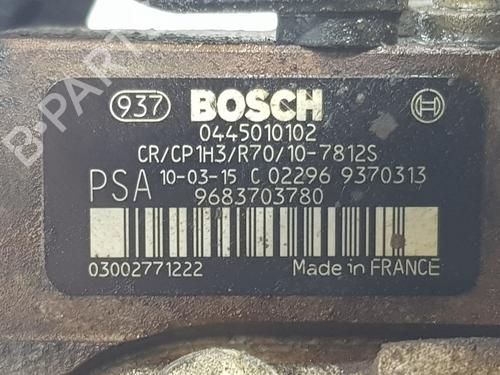 937 BOSCH
0445010102
CR/CP1H3/R70/10-7812S
PSA 10-03-15 C 02296 9370313
9683703780
03002771222 Made in FRANCE
B-PARTS